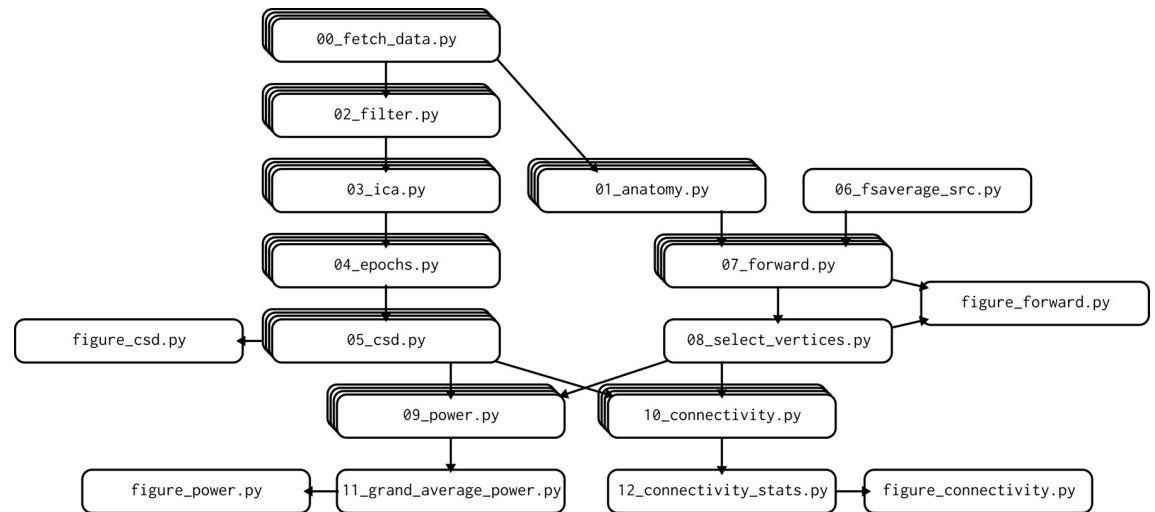 00_fetch_data.py
02_filter.py
03_ica.py
01_anatomy.py
06_fsaverage_src.py
04_epochs.py
07_forward.py
figure_forward.py
figure_csd.py
05_csd.py
08_select_vertices.py
09_power.py
10_connectivity.py
figure_power.py
11_grand_average_power.py
12_connectivity_stats.py
figure_connectivity.py